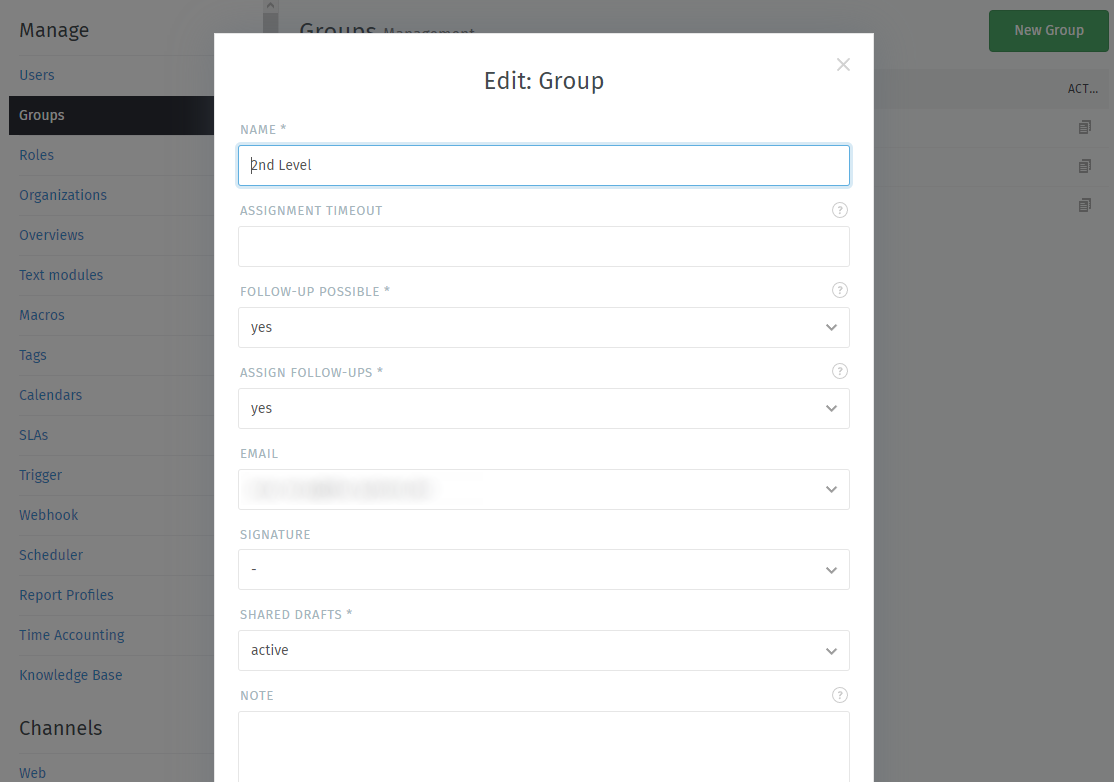 Manage
Users
Groups
Roles
Organizations
Overviews
Text modules
Macros
Tags
Calendars
SLAs
Trigger
Webhook
Scheduler
Report Profiles
Time Accounting
Knowledge Base
Channels
Web
Groups Management
New Group
ACT...
Edit: Group
NAME *
2nd Level
ASSIGNMENT TIMEOUT
?
FOLLOW-UP POSSIBLE *
?
yes
ASSIGN FOLLOW-UPS *
?
yes
EMAIL
SIGNATURE
-
SHARED DRAFTS *
active
NOTE
?